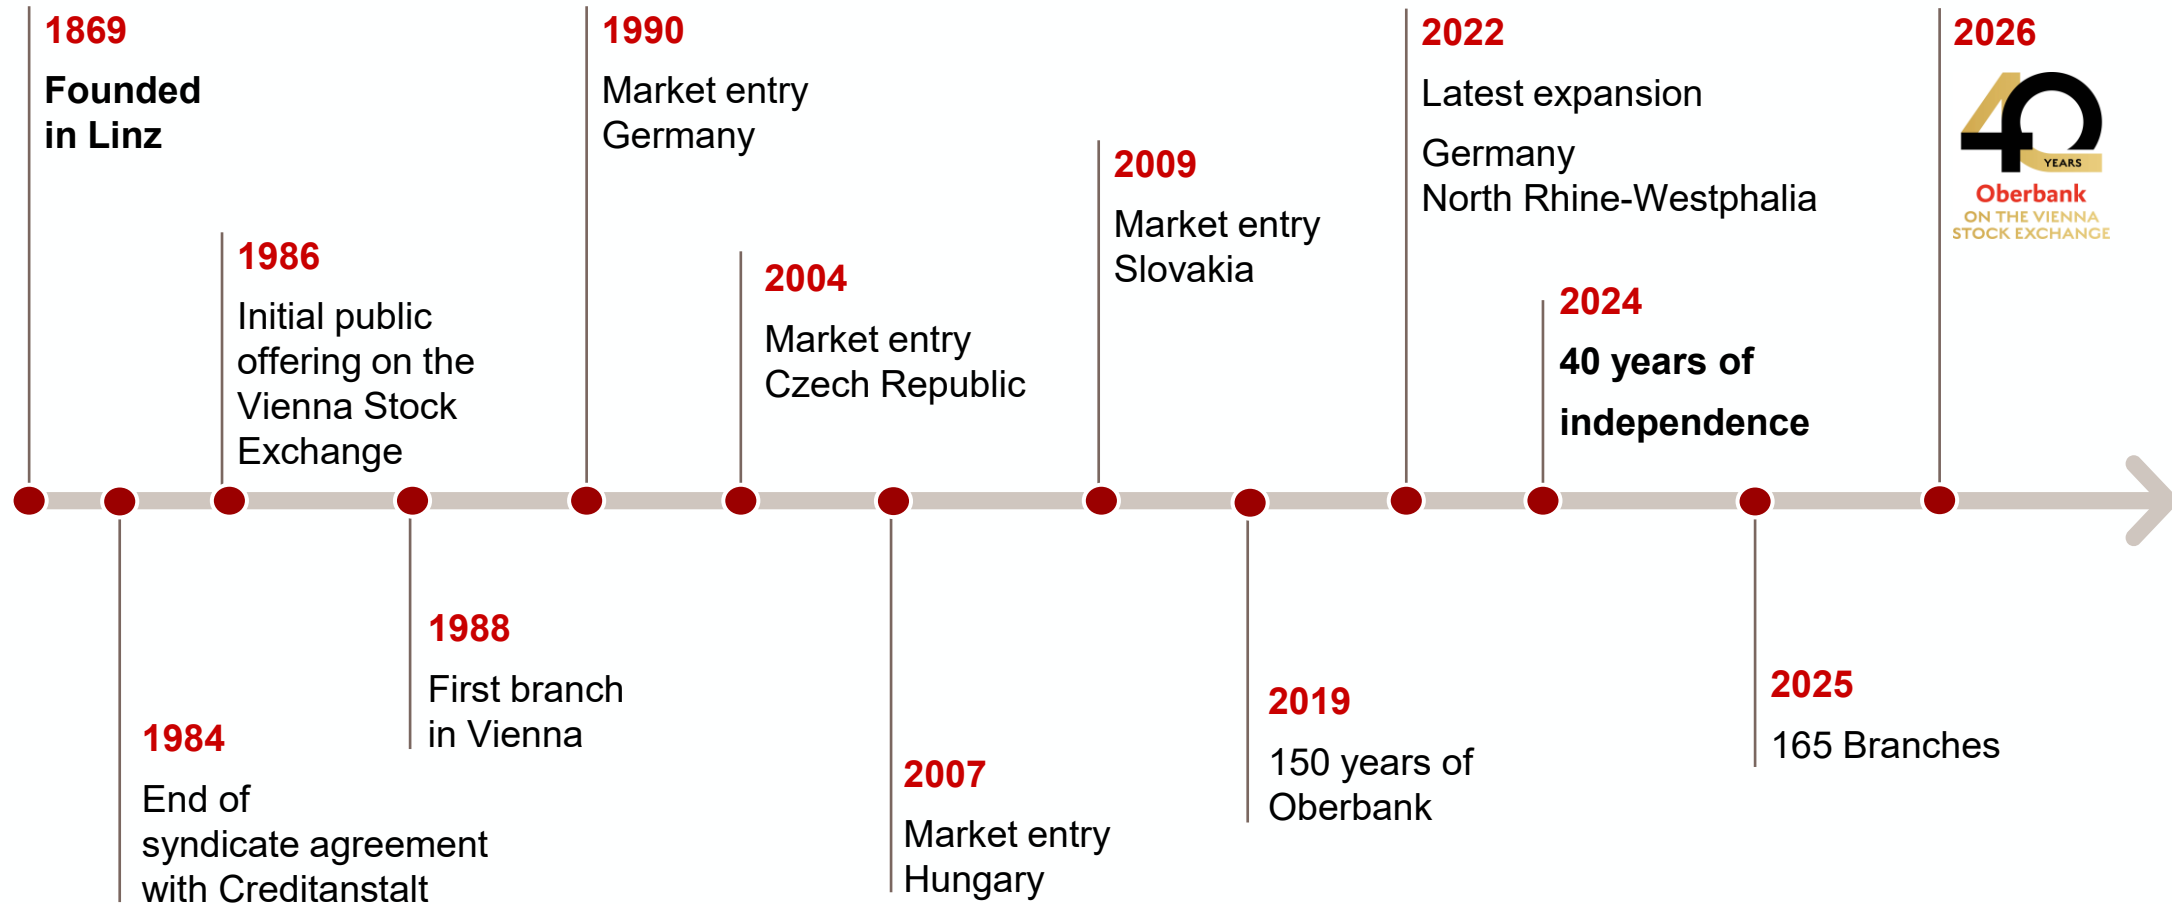 1869
Founded
in Linz
1984
End of
syndicate agreement
with Creditanstalt
1986
Initial public
offering on the
Vienna Stock
Exchange
1988
First branch
in Vienna
1990
Market entry
Germany
2004
Market entry
Czech Republic
2007
Market entry
Hungary
2009
Market entry
Slovakia
2019
150 years of
Oberbank
2022
Latest expansion
Germany
North Rhine-Westphalia
2024
40 years of
independence
2025
165 Branches
2026
40
YEARS
Oberbank
ON THE VIENNA
STOCK EXCHANGE